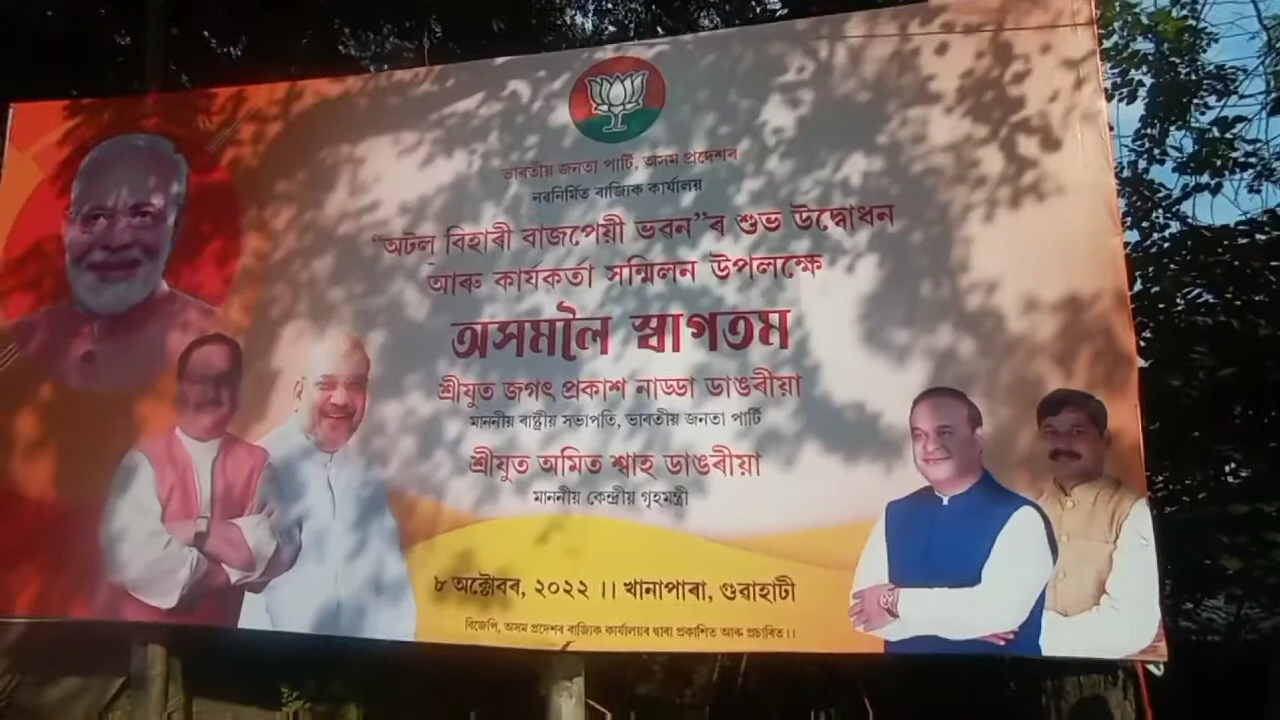 ভাৰতীয় জনতা পাৰ্টি, অসম প্ৰদেশৰ
নৱনিৰ্মিত ৰাজ্যিক কাৰ্যালয়
“অটল বিহাৰী বাজপেয়ী ভৱন”ৰ শুভ উদ্বোধন
আৰু কাৰ্যকৰ্তা সন্মিলন উপলক্ষে
অসমলৈ স্বাগতম
শ্ৰীযুত জগৎ প্ৰকাশ নাড্ডা ডাঙৰীয়া
মাননীয় ৰাষ্ট্ৰীয় সভাপতি, ভাৰতীয় জনতা পাৰ্টি
শ্ৰীযুত অমিত শ্বাহ ডাঙৰীয়া
মাননীয় কেন্দ্ৰীয় গৃহমন্ত্ৰী
৮ অক্টোবৰ, ২০২২ ।। খানাপাৰা, গুৱাহাটী
বিজেপি, অসম প্ৰদেশৰ ৰাজ্যিক কাৰ্যালয়ৰ দ্বাৰা প্ৰকাশিত আৰু প্ৰচাৰিত।।